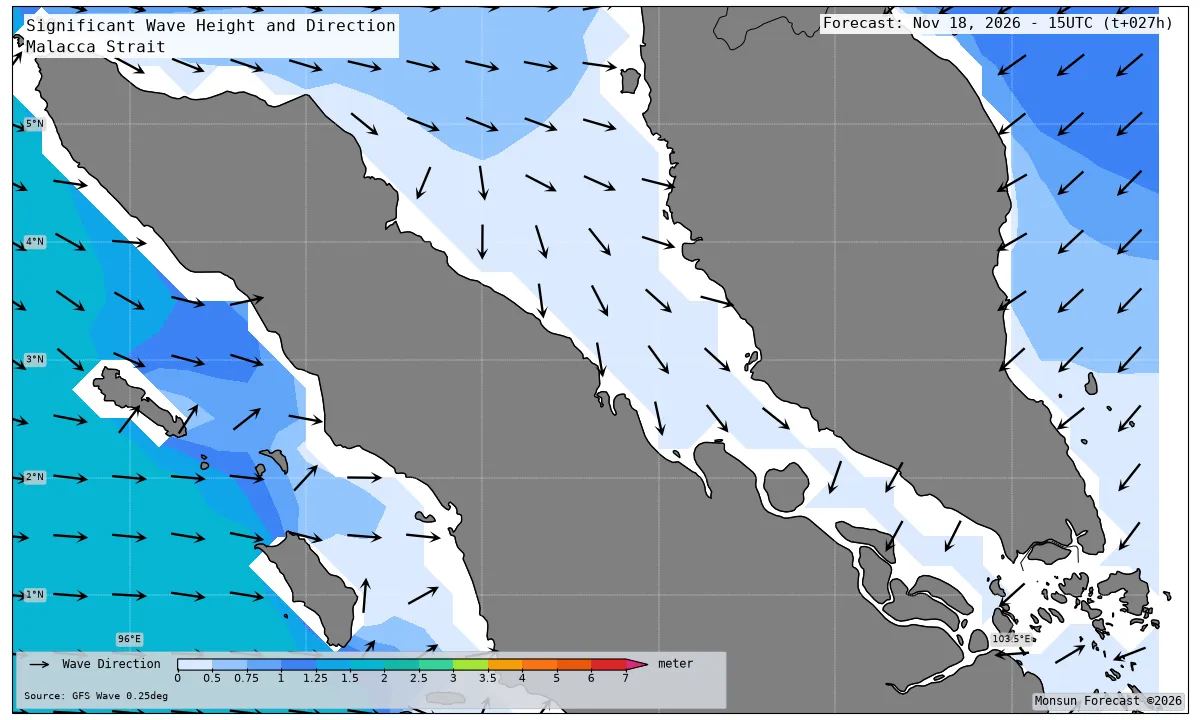 Significant Wave Height and Direction
Malacca Strait
Forecast: Nov 18, 2026 - 15UTC (t+027h)
5°N
4°N
3°N
2°N
1°N
96°E
103.5°E
Wave Direction
meter
0 0.5 0.75 1 1.25 1.5 2 2.5 3 3.5 4 5 6 7
Source: GFS Wave 0.25deg
Monsun Forecast ©2026